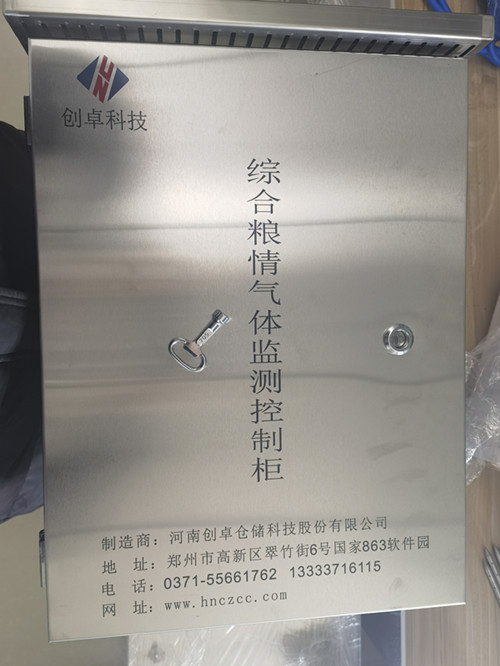 创卓科技
综合粮情气体监测控制柜
制造商：河南创卓仓储科技股份有限公司
地 址：郑州市高新区翠竹街6号国家863软件园
电 话：0371-55661762 13333716115
网 址：www.hnczcc.com